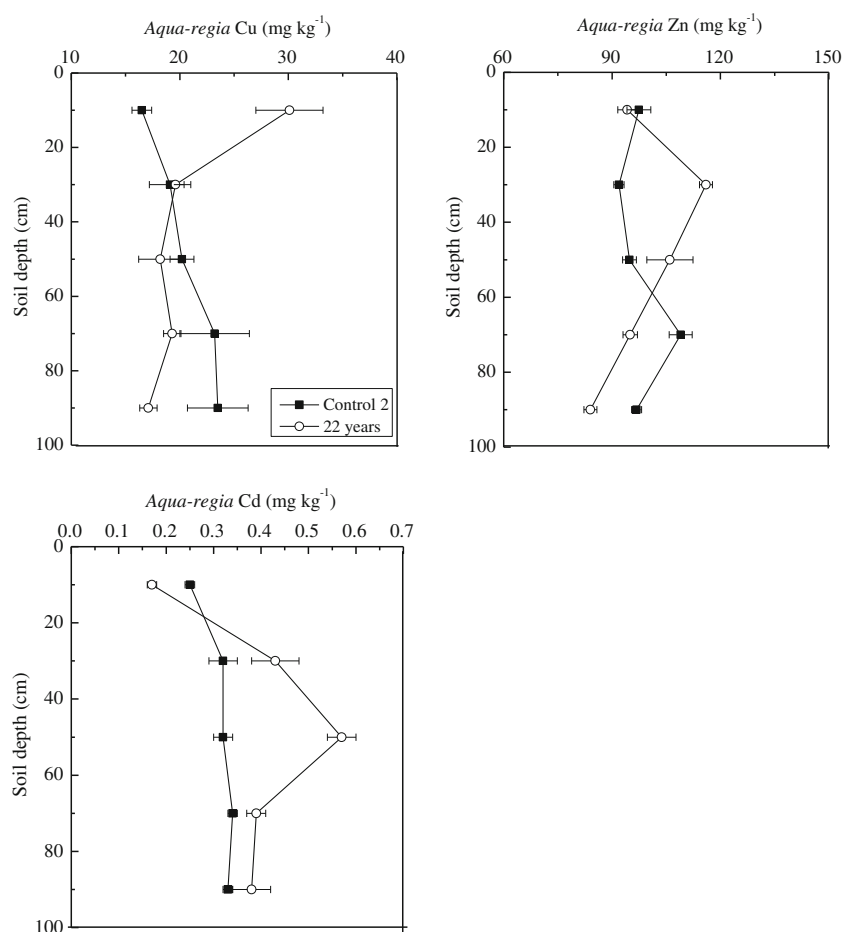 Aqua-regia Cu (mg kg⁻¹)
10 20 30 40
0
20
40
60
80
100
Soil depth (cm)
Control 2
22 years
Aqua-regia Zn (mg kg⁻¹)
60 90 120 150
0
20
40
60
80
100
Soil depth (cm)
Aqua-regia Cd (mg kg⁻¹)
0.0 0.1 0.2 0.3 0.4 0.5 0.6 0.7
0
20
40
60
80
100
Soil depth (cm)